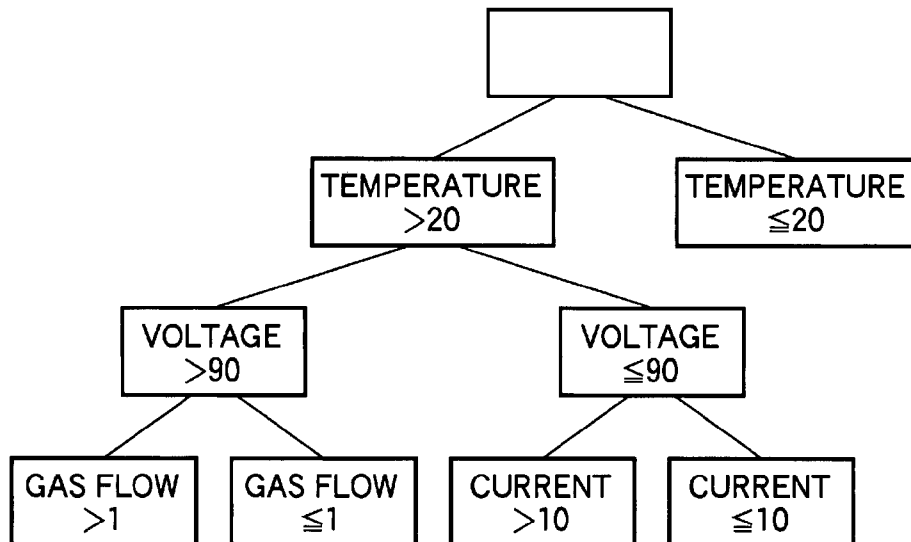 TEMPERATURE
>20
TEMPERATURE
≦20
VOLTAGE
>90
VOLTAGE
≦90
GAS FLOW
>1
GAS FLOW
≦1
CURRENT
>10
CURRENT
≦10